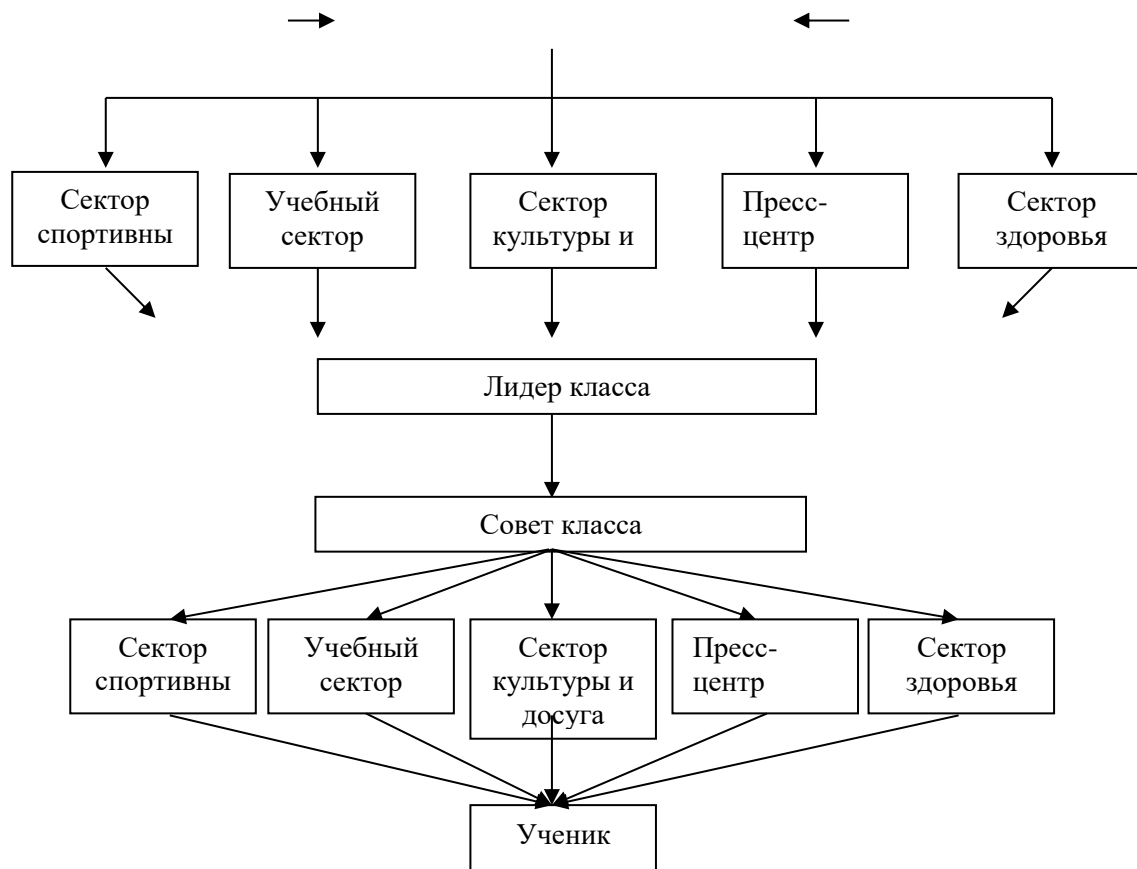 Сектор
спортивны
Учебный
сектор
Сектор
культуры и
Пресс-
центр
Сектор
здоровья
Лидер класса
Совет класса
Сектор
спортивны
Учебный
сектор
Сектор
культуры и
досуга
Пресс-
центр
Сектор
здоровья
Ученик